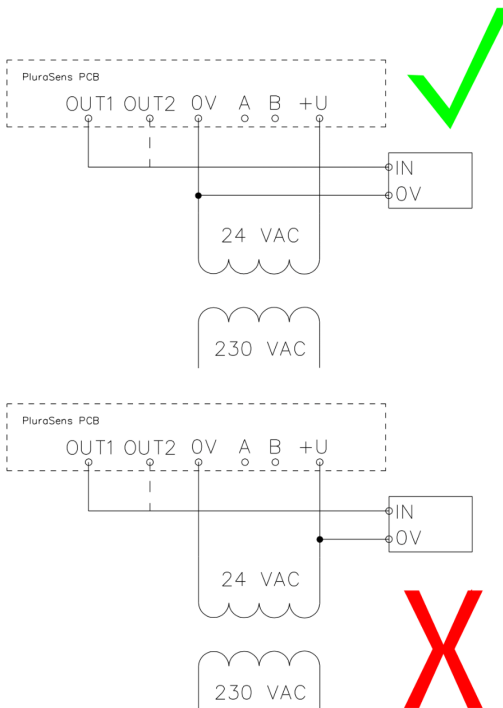 PluraSens PCB
OUT1 OUT2 0V A B +U
IN
0V
24 VAC
230 VAC
PluraSens PCB
OUT1 OUT2 0V A B +U
IN
0V
24 VAC
230 VAC